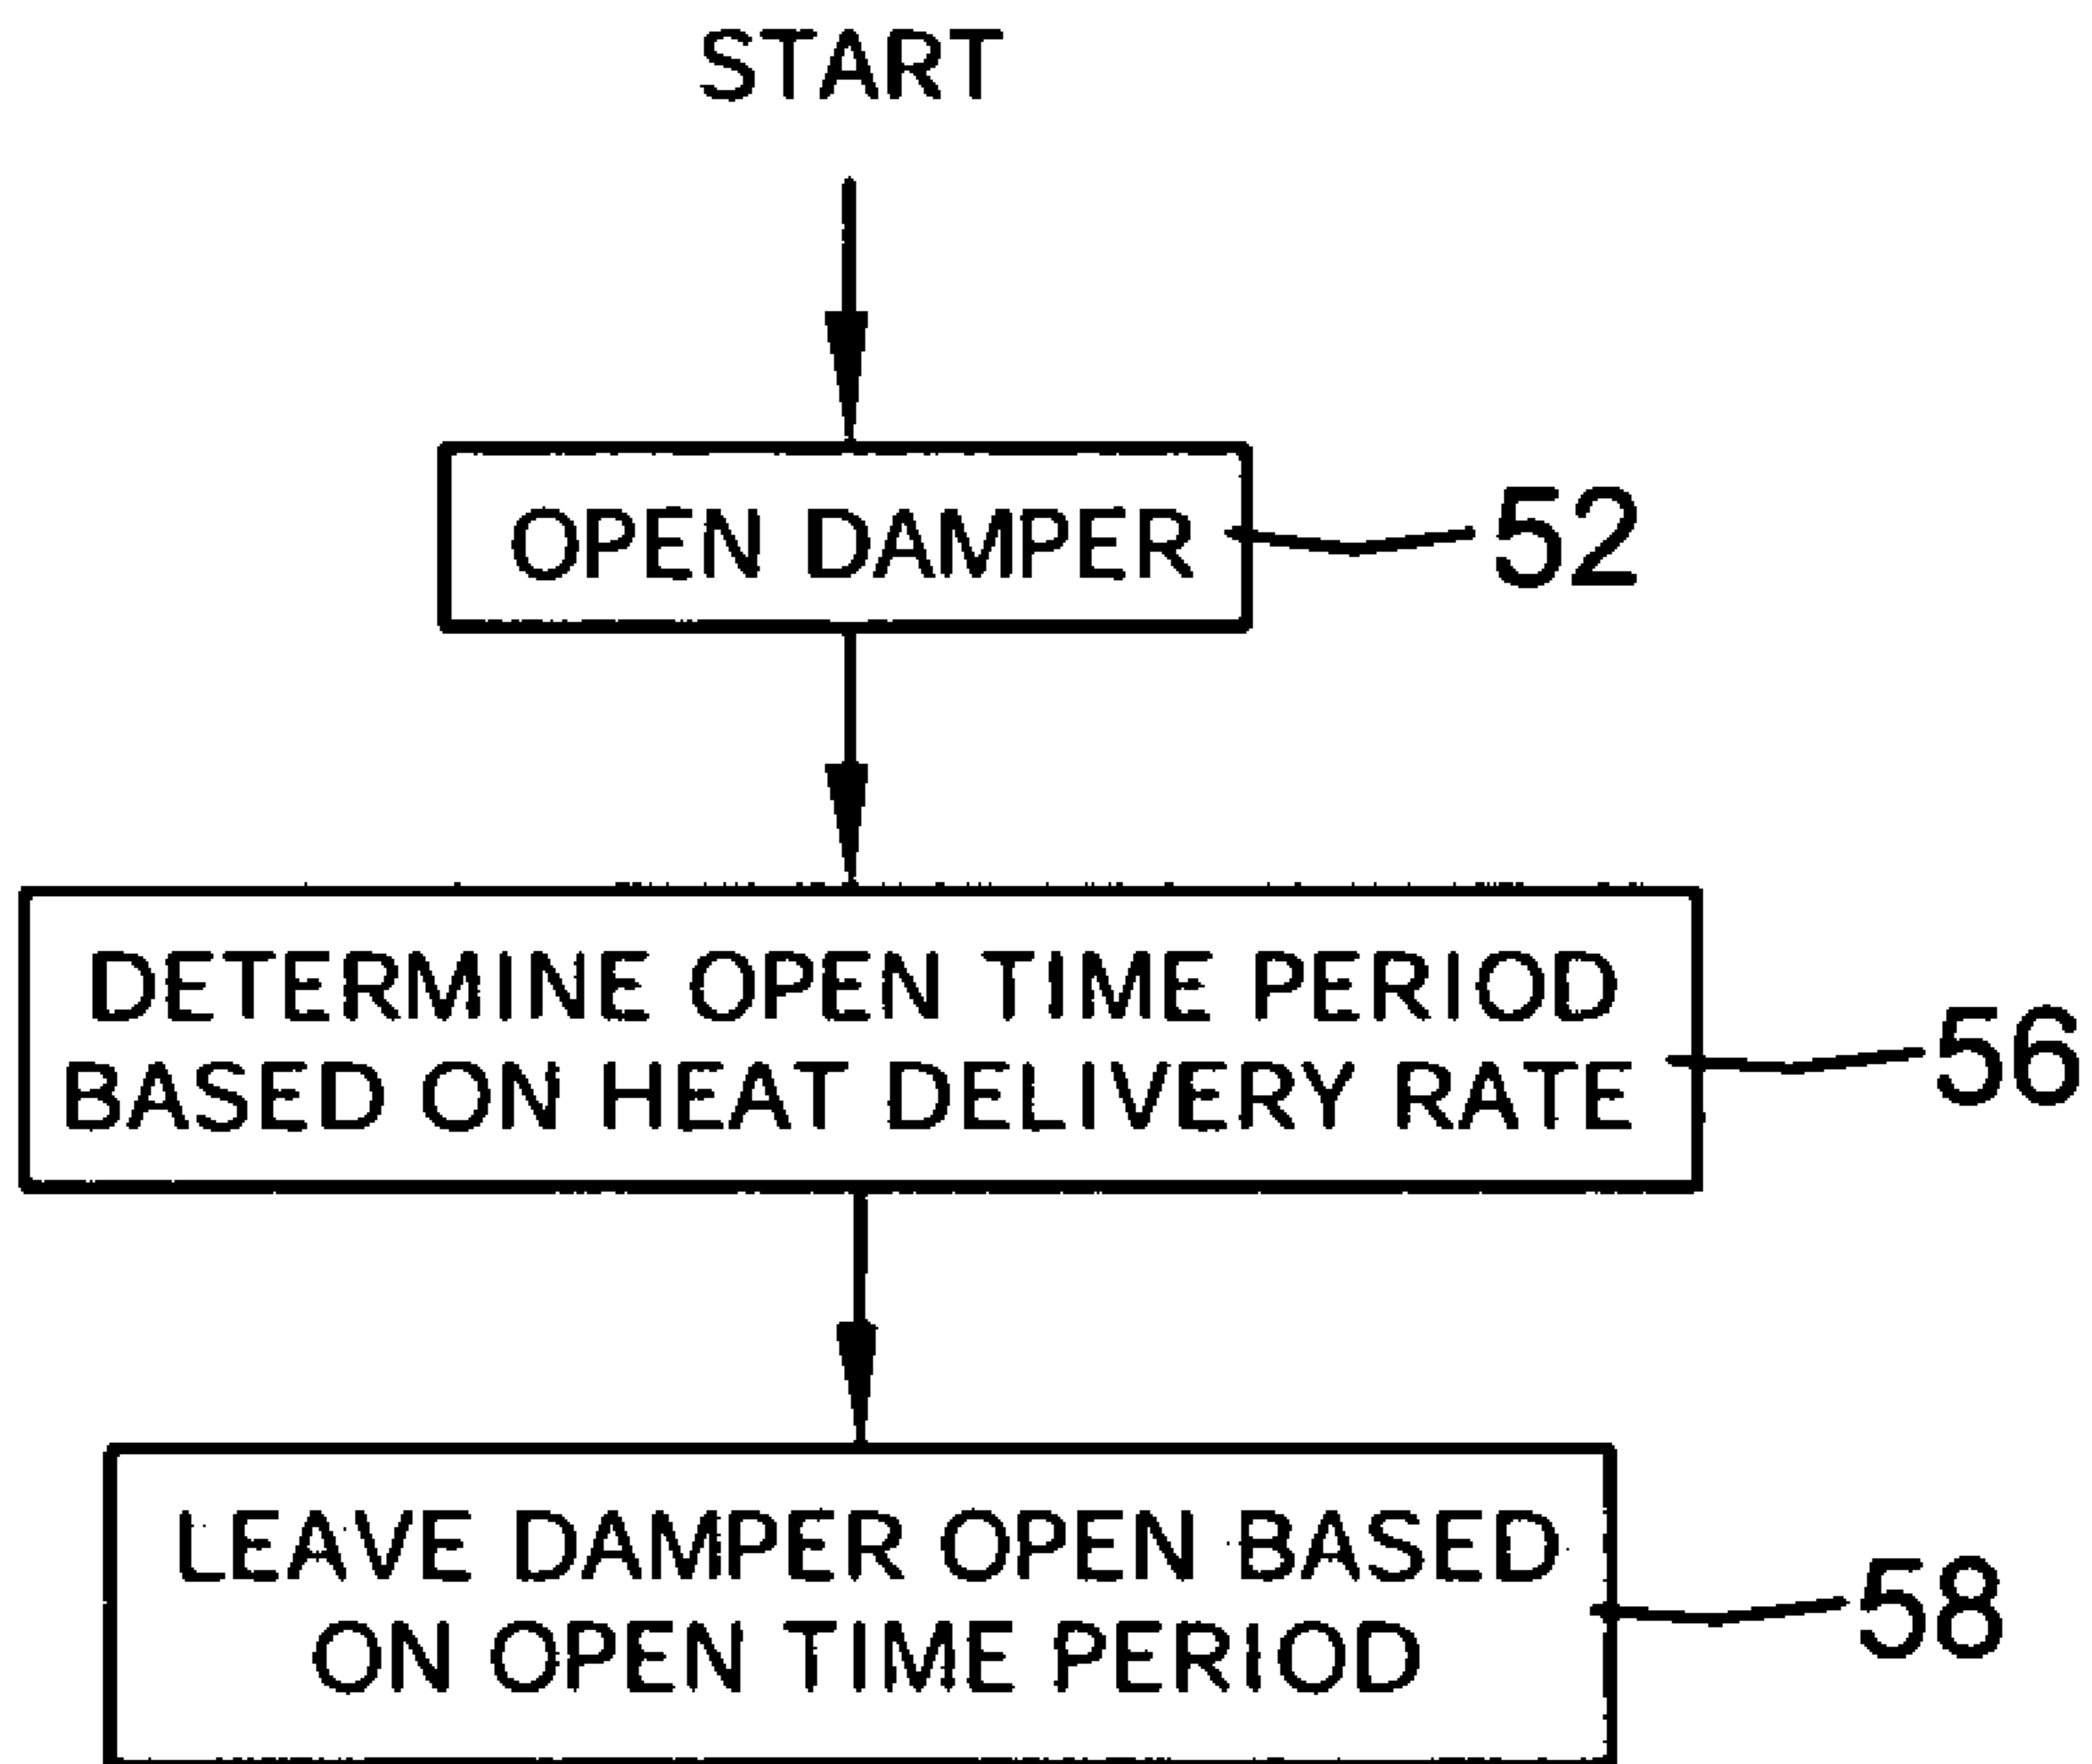 START
OPEN DAMPER
52
DETERMINE OPEN TIME PERIOD
BASED ON HEAT DELIVERY RATE
56
LEAVE DAMPER OPEN BASED
ON OPEN TIME PERIOD
58